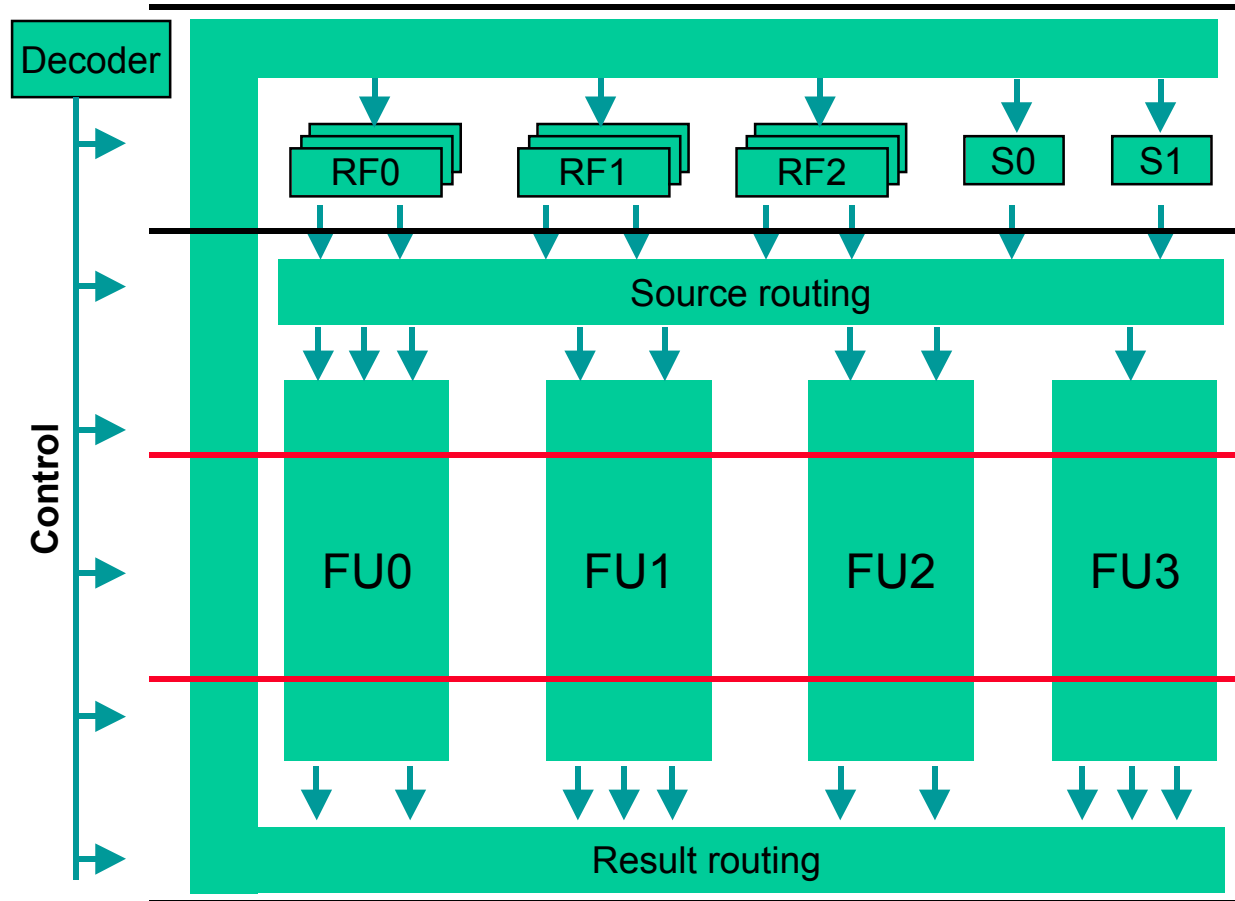 Decoder
RF0
RF1
RF2
S0
S1
Source routing
Control
FU0
FU1
FU2
FU3
Result routing